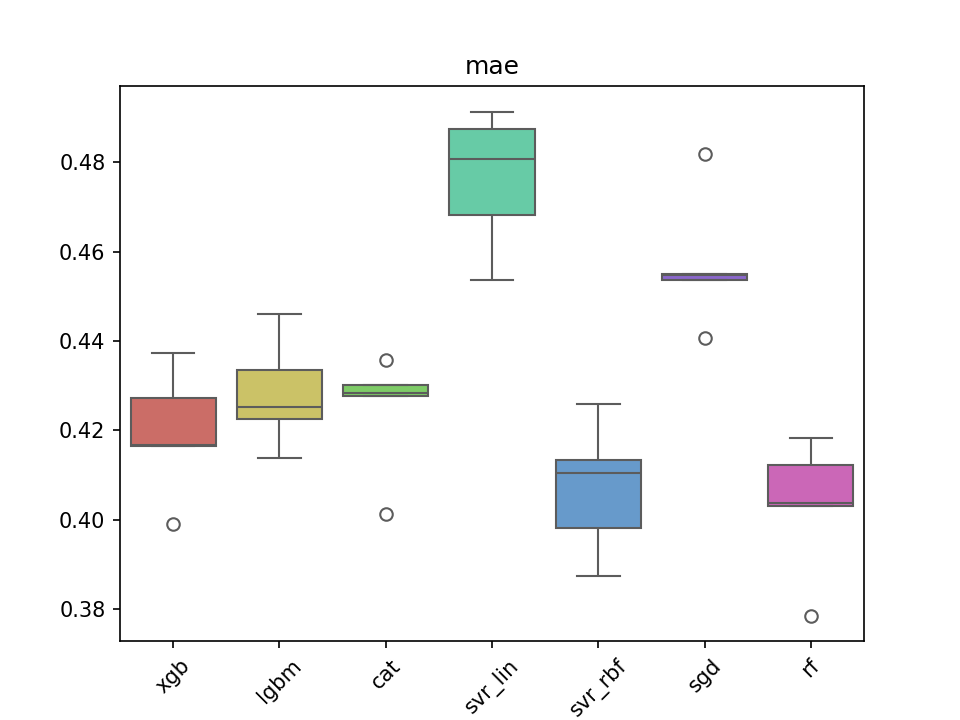 mae
0.48
0.46
0.44
0.42
0.40
0.38
xgb
lgbm
cat
svr_lin
svr_rbf
sgd
rf